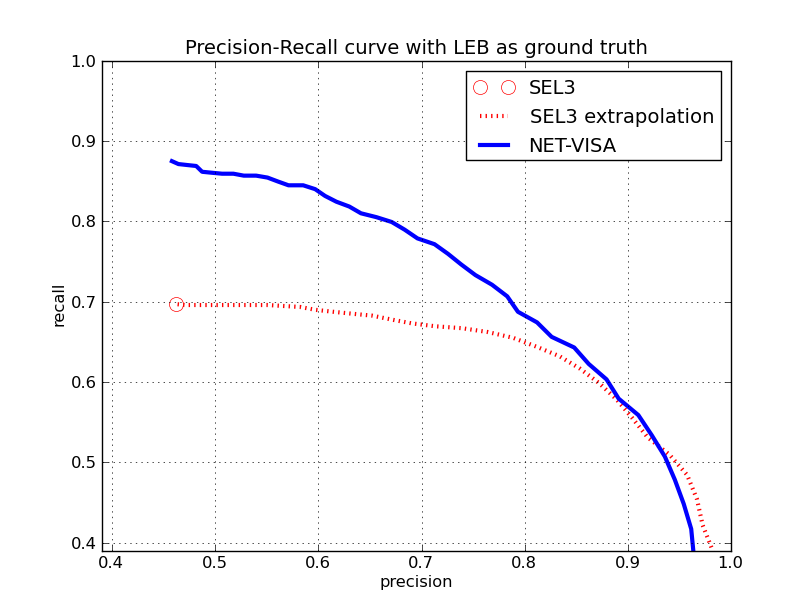 Precision-Recall curve with LEB as ground truth
1.0
0.9
0.8
0.7
0.6
0.5
0.4
recall
SEL3
SEL3 extrapolation
NET-VISA
0.4 0.5 0.6 0.7 0.8 0.9 1.0
precision